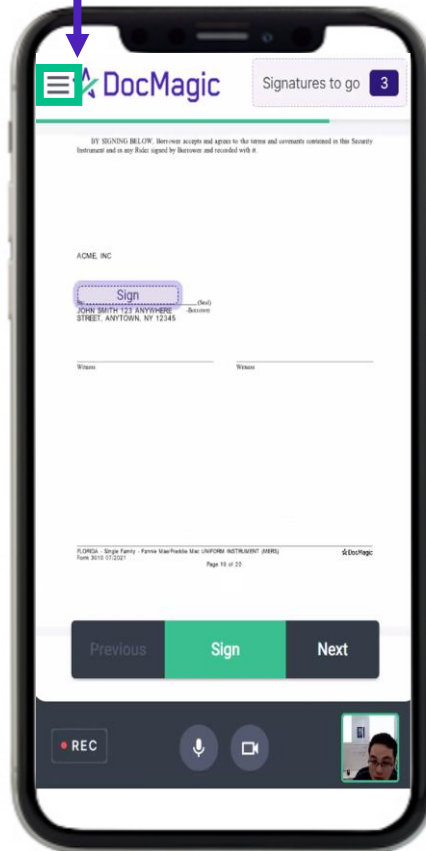 DocMagic
Signatures to go 3
BY SIGNING BELOW, Borrower accepts and agrees to the terms and covenants contained in this Security
Instrument and in any Rider signed by Borrower and recorded with it.
ACME, INC
Sign
By:
(Seal)
JOHN SMITH 123 ANYWHERE -Borrower
STREET, ANYTOWN, NY 12345
Witness Witness
FLORIDA - Single Family - Fannie Mae/Freddie Mac UNIFORM INSTRUMENT (MERS) DocMagic
Form 3010 07/2021
Page 19 of 23
Previous Sign Next
REC